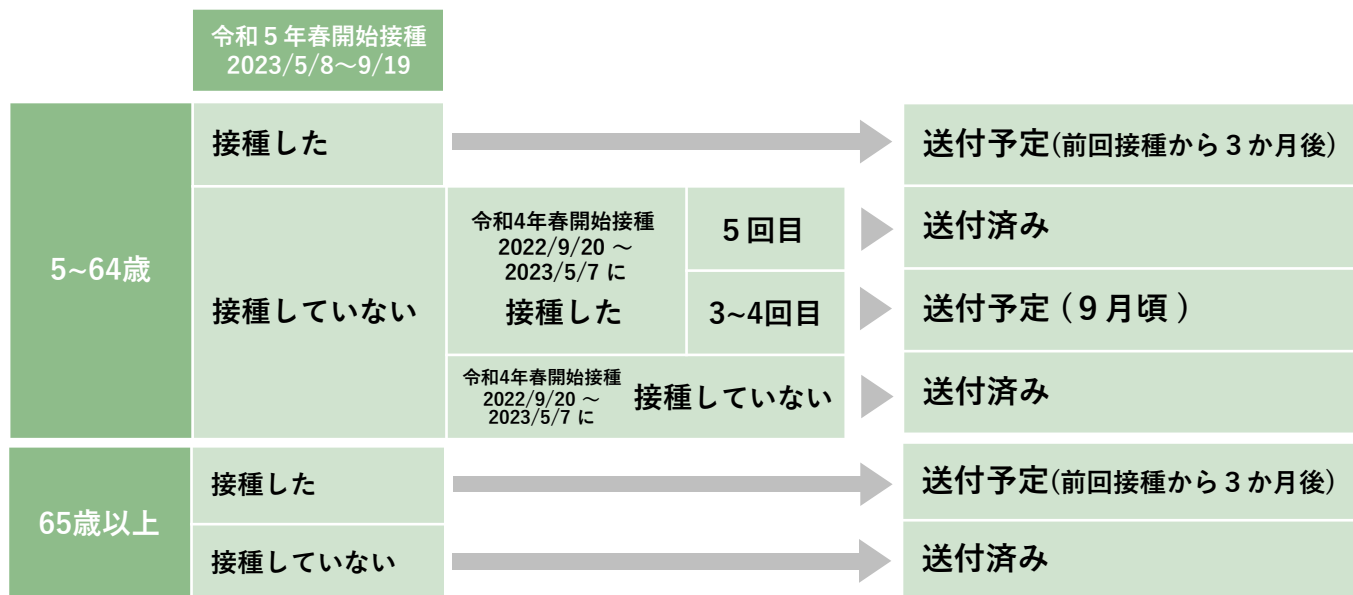 令和５年春開始接種
2023/5/8～9/19
5~64歳
接種した
送付予定(前回接種から３か月後)
接種していない
令和4年春開始接種
2022/9/20 ～
2023/5/7 に
接種した
５回目
送付済み
3~4回目
送付予定（９月頃）
令和4年春開始接種
2022/9/20 ～
2023/5/7 に
接種していない
送付済み
65歳以上
接種した
送付予定(前回接種から３か月後)
接種していない
送付済み